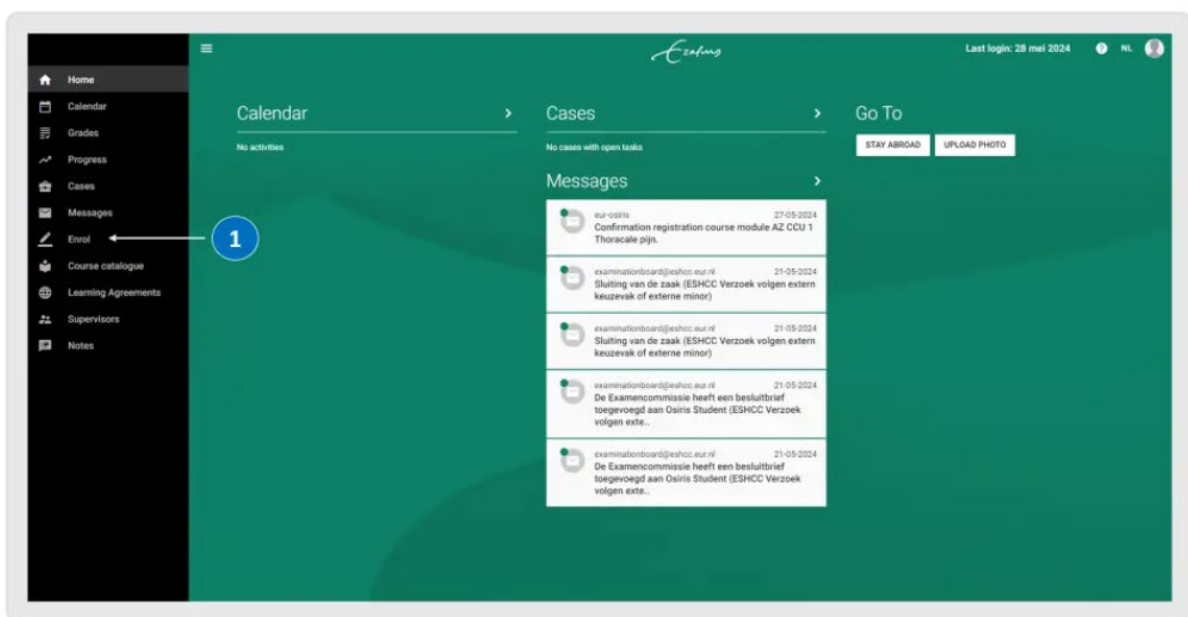 Erasmus
Last login: 28 mei 2024
NL
Home
Calendar
Grades
Progress
Cases
Messages
Enrol
Course catalogue
Learning Agreements
Supervisors
Notes
1
Calendar
No activities
Cases
No cases with open tasks
Messages
eur-osiris 27-05-2024
Confirmation registration course module AZ CCU 1
Thoracale pijn.
examinationboard@eshcc.eur.nl 21-05-2024
Sluiting van de zaak (ESHCC Verzoek volgen extern
keuzevak of externe minor)
examinationboard@eshcc.eur.nl 21-05-2024
Sluiting van de zaak (ESHCC Verzoek volgen extern
keuzevak of externe minor)
examinationboard@eshcc.eur.nl 21-05-2024
De Examencommissie heeft een besluitbrief
toegevoegd aan Osiris Student (ESHCC Verzoek
volgen exte..
examinationboard@eshcc.eur.nl 21-05-2024
De Examencommissie heeft een besluitbrief
toegevoegd aan Osiris Student (ESHCC Verzoek
volgen exte..
Go To
STAY ABROAD UPLOAD PHOTO